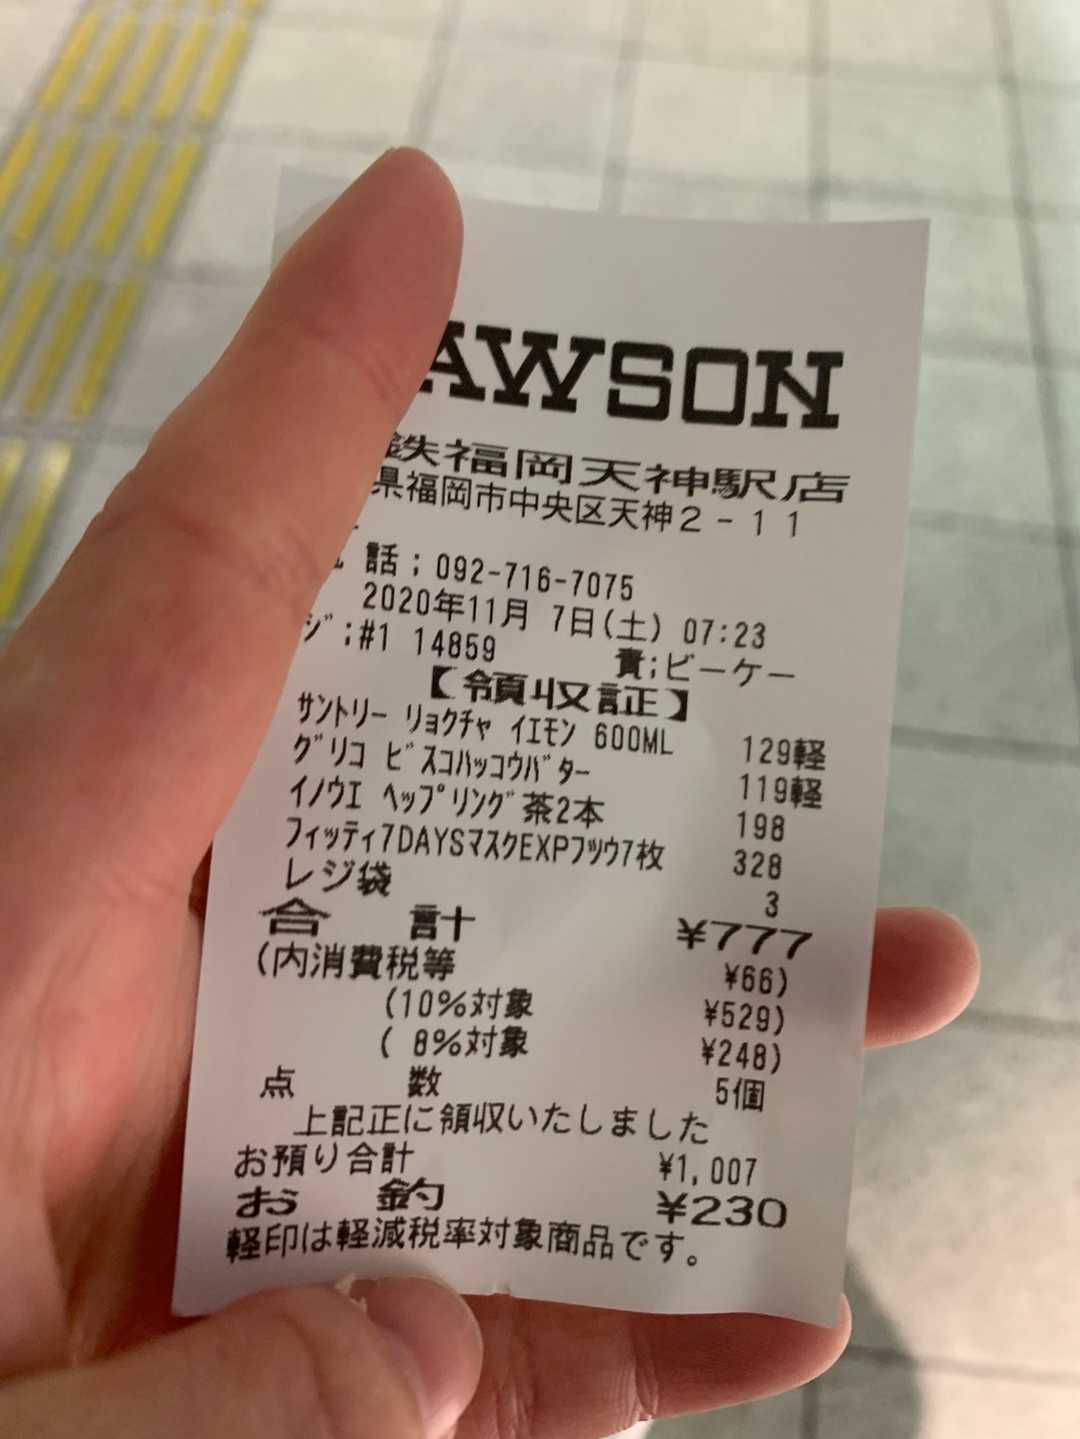 AWSON
鉄福岡天神駅店
県福岡市中央区天神2-11
話;092-716-7075
2020年11月 7日(土) 07:23
ジ;#1 14859 責;ビーケー
【領収証】
サントリー リョクチャ イエモン 600ML 129軽
グリコ ビスコハッコウバター 119軽
イノウエ ヘップリング茶2本 198
フィッティ7DAYSマスクEXPフツウ7枚 328
レジ袋 3
合 計 ¥777
(内消費税等 ¥66)
(10%対象 ¥529)
( 8%対象 ¥248)
点 数 5個
上記正に領収いたしました
お預り合計 ¥1,007
お 釣 ¥230
軽印は軽減税率対象商品です。